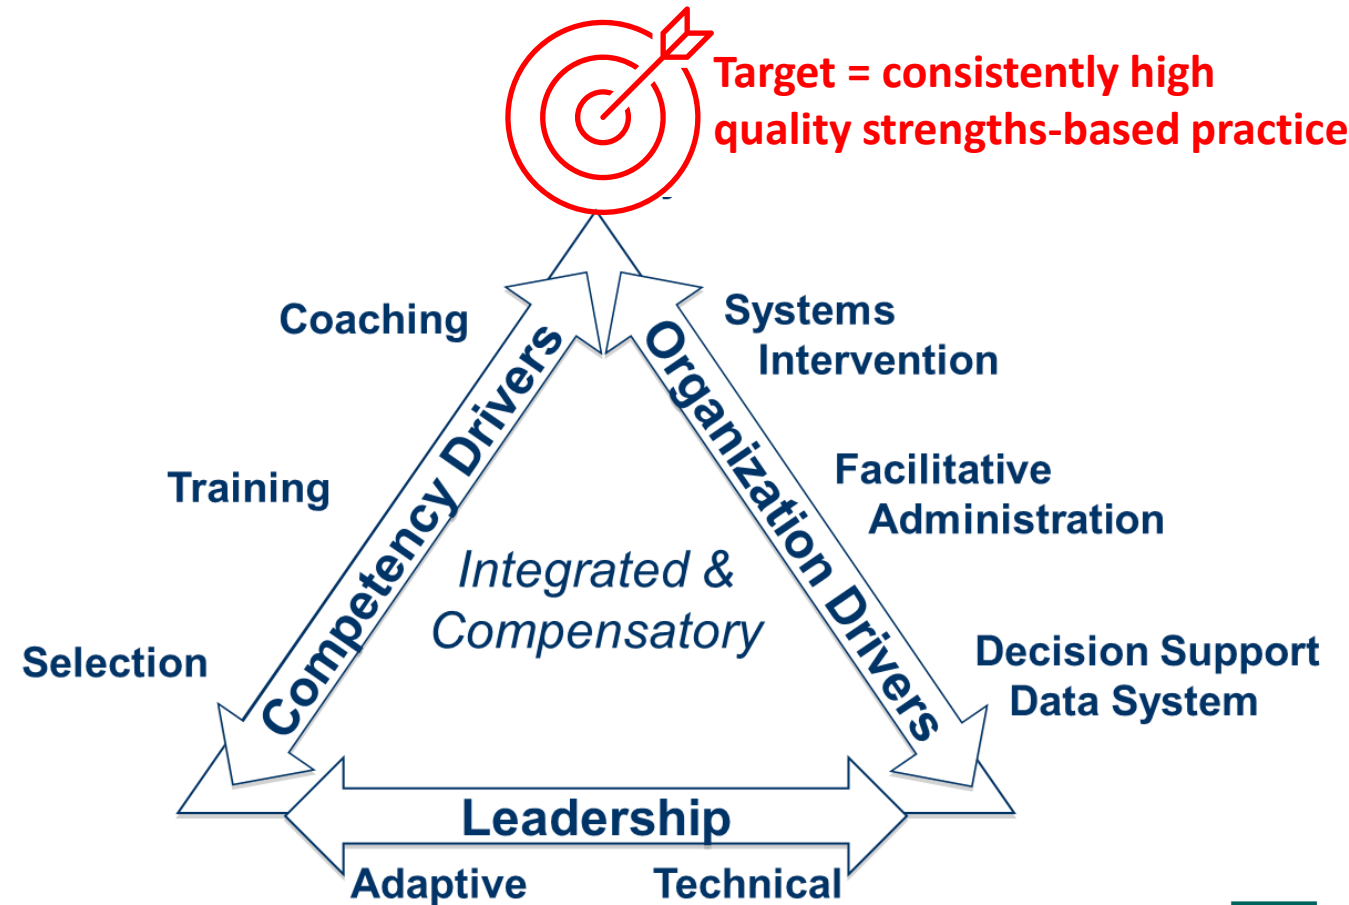 Target = consistently high
quality strengths-based practice
Coaching
Systems
Intervention
Training
Facilitative
Administration
Selection
Decision Support
Data System
Competency Drivers
Organization Drivers
Integrated &
Compensatory
Leadership
Adaptive
Technical